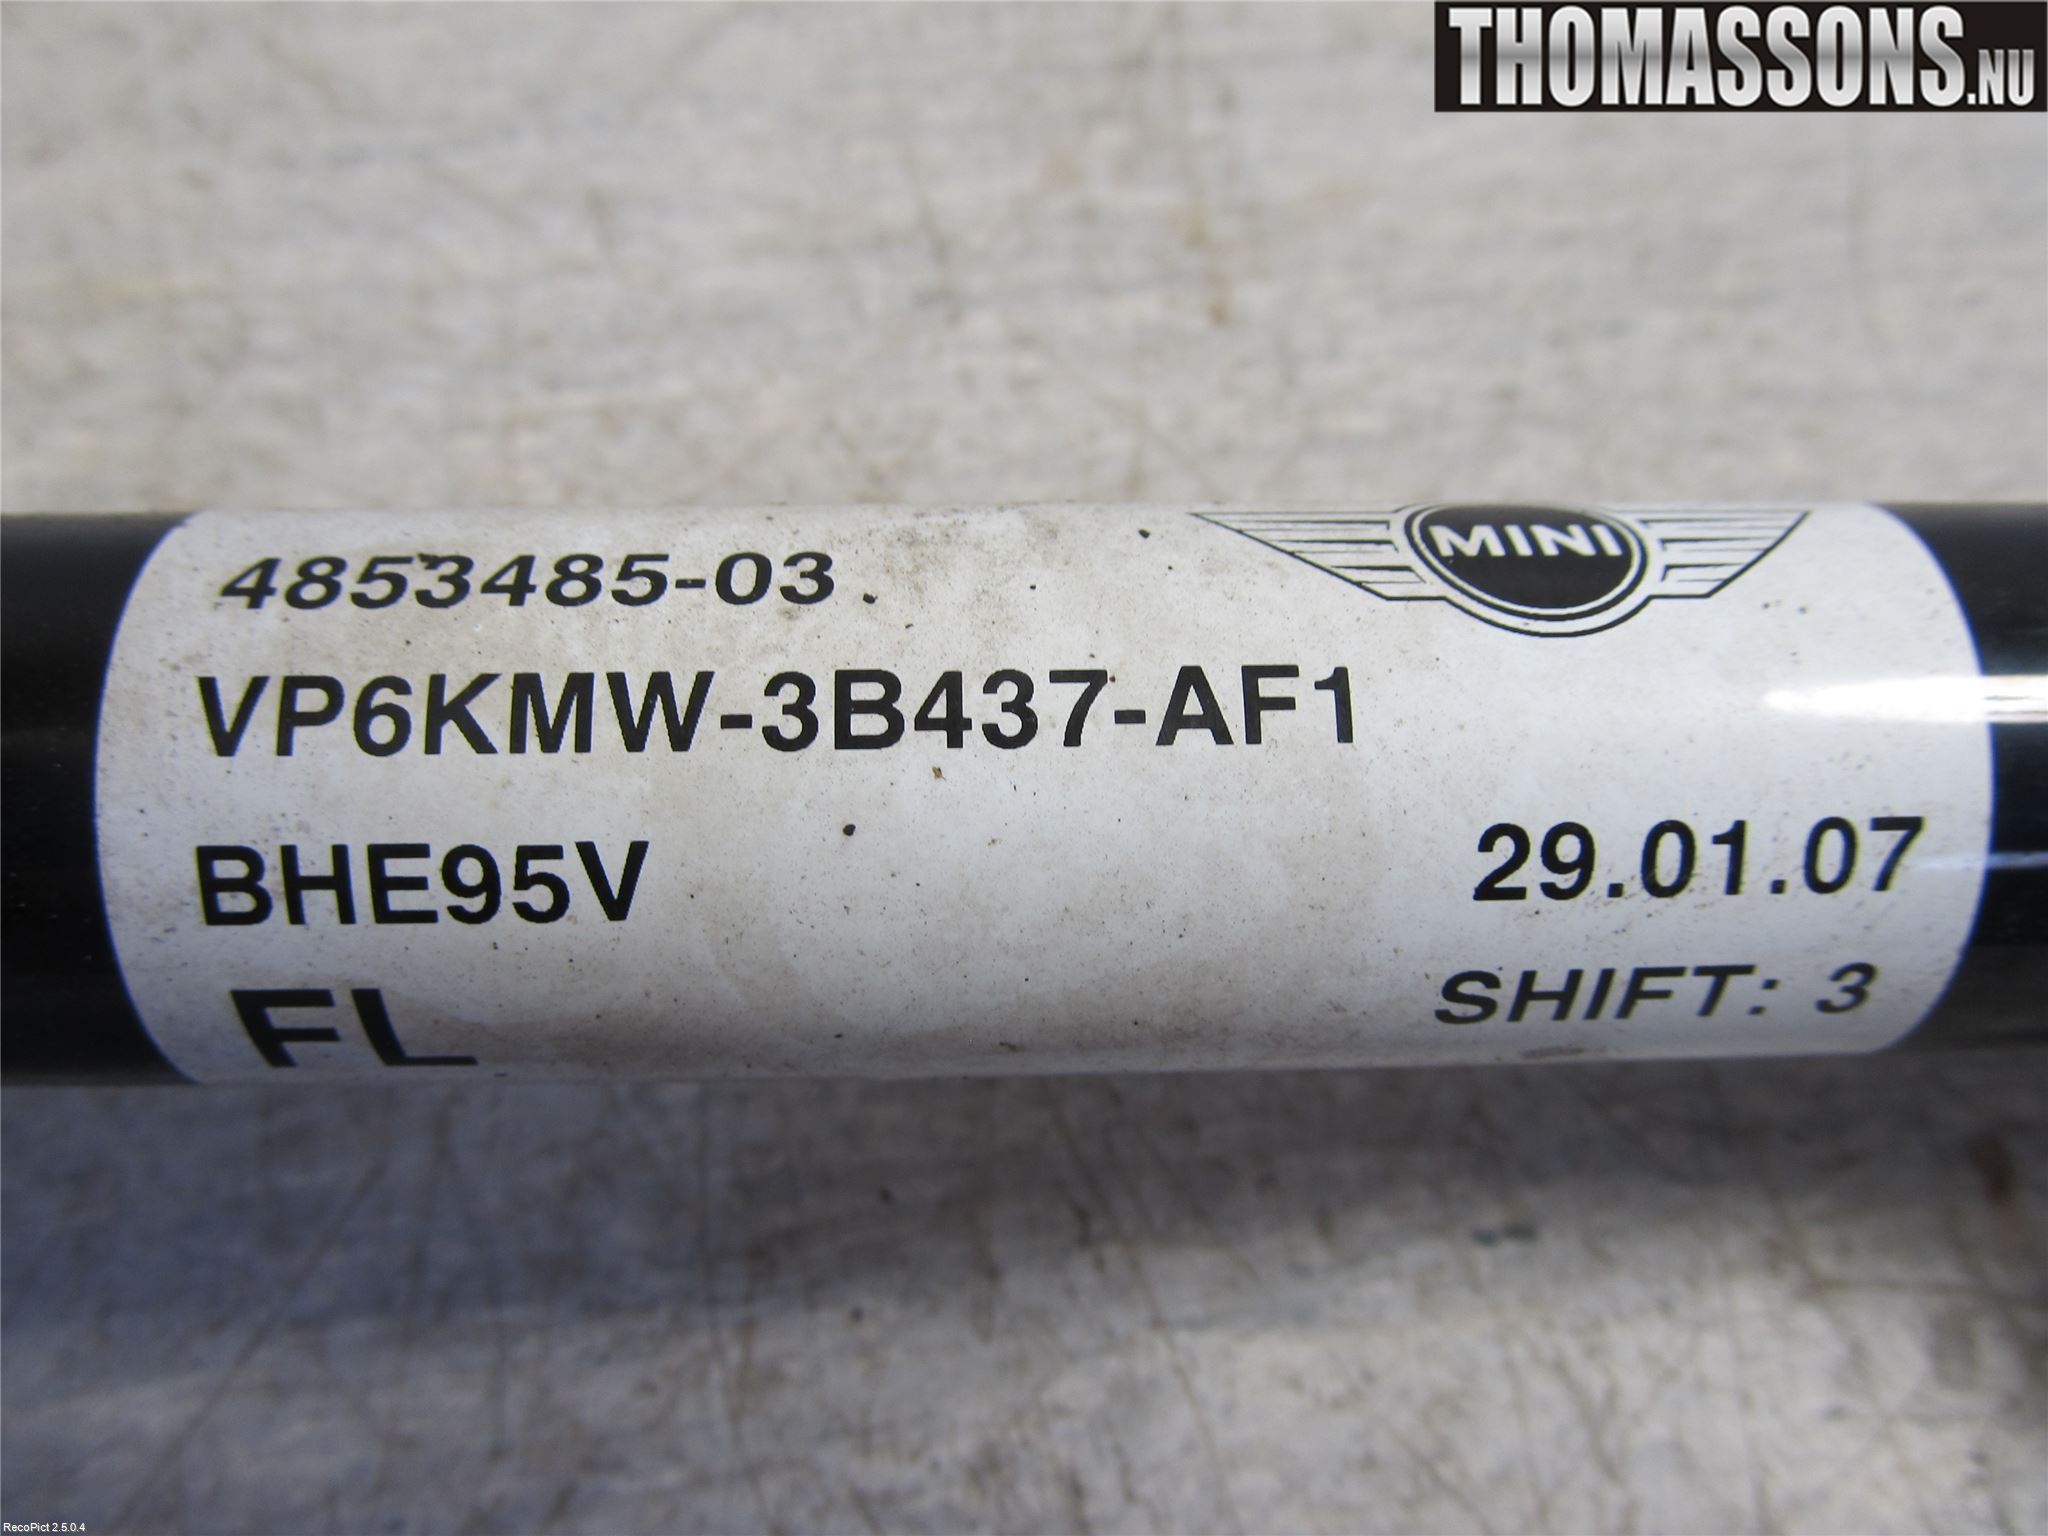 THOMASSONS.NU
4853485-03
MINI
VP6KMW-3B437-AF1
BHE95V
29.01.07
FL
SHIFT: 3
RecoPict 2.5.0.4